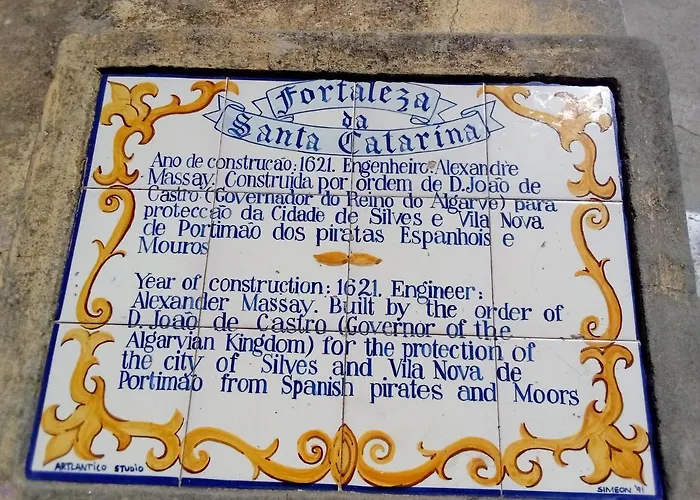 Fortaleza
da
Santa Catarina
Ano de construcao: 1621. Engenheiro: Alexandre
Massay. Construida por ordem de D. João de
Castro (Governador do Reino do Algarve) para
protecção da Cidade de Silves e Vila Nova
de Portimão dos piratas Espanhois e
Mouros
Year of construction: 1621. Engineer:
Alexander Massay. Built by the order of
D. João de Castro (Governor of the
Algarvian Kingdom) for the protection of
the city of Silves and Vila Nova de
Portimão from Spanish pirates and Moors
ARTLANTICO STUDIO
SIMEON '91